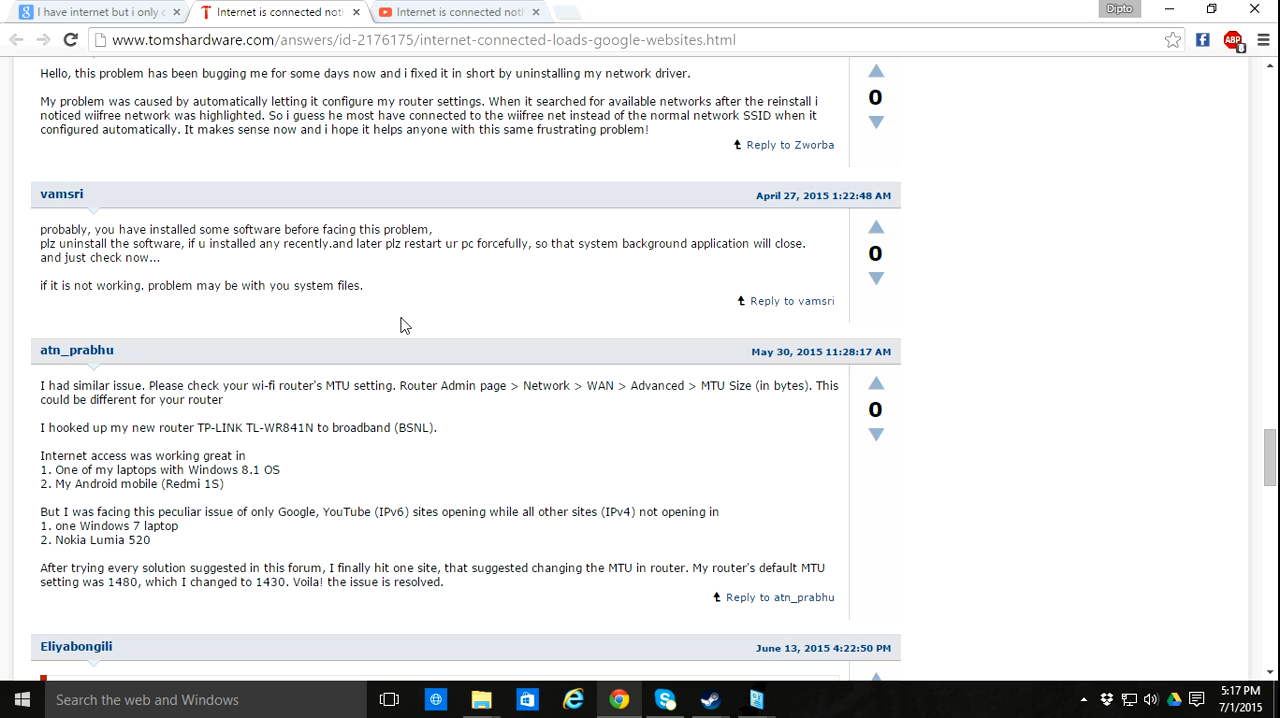 I have internet but i only c
Internet is connected not
Internet is connected noth
Dipto
www.tomshardware.com/answers/id-2176175/internet-connected-loads-google-websites.html
ABP
8
Hello, this problem has been bugging me for some days now and i fixed it in short by uninstalling my network driver.
0
My problem was caused by automatically letting it configure my router settings. When it searched for available networks after the reinstall i
noticed wiifree network was highlighted. So i guess he most have connected to the wiifree net instead of the normal network SSID when it
configured automatically. It makes sense now and i hope it helps anyone with this same frustrating problem!
Reply to Zworba
vamsri
April 27, 2015 1:22:48 AM
probably, you have installed some software before facing this problem,
plz uninstall the software, if u installed any recently.and later plz restart ur pc forcefully, so that system background application will close.
and just check now...
0
if it is not working. problem may be with you system files.
Reply to vamsri
atn_prabhu
May 30, 2015 11:28:17 AM
I had similar issue. Please check your wi-fi router's MTU setting. Router Admin page > Network > WAN > Advanced > MTU Size (in bytes). This
could be different for your router
0
I hooked up my new router TP-LINK TL-WR841N to broadband (BSNL).
Internet access was working great in
1. One of my laptops with Windows 8.1 OS
2. My Android mobile (Redmi 1S)
But I was facing this peculiar issue of only Google, YouTube (IPv6) sites opening while all other sites (IPv4) not opening in
1. one Windows 7 laptop
2. Nokia Lumia 520
After trying every solution suggested in this forum, I finally hit one site, that suggested changing the MTU in router. My router's default MTU
setting was 1480, which I changed to 1430. Voila! the issue is resolved.
Reply to atn_prabhu
Eliyabongili
June 13, 2015 4:22:50 PM
Search the web and Windows
5:17 PM
7/1/2015